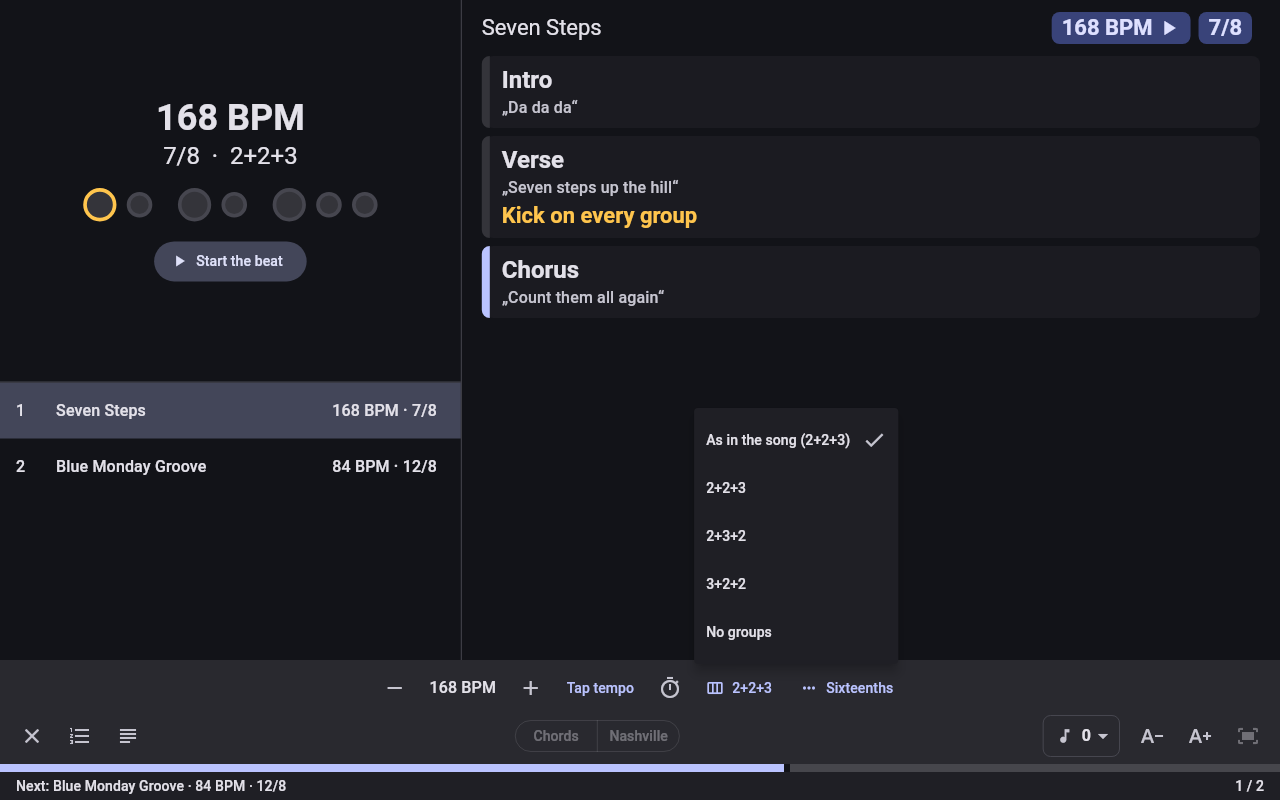 168 BPM
7/8 · 2+2+3
Start the beat
1 Seven Steps 168 BPM · 7/8
2 Blue Monday Groove 84 BPM · 12/8
Seven Steps
168 BPM
7/8
Intro
„Da da da“
Verse
„Seven steps up the hill“
Kick on every group
Chorus
„Count them all again“
As in the song (2+2+3)
2+2+3
2+3+2
3+2+2
No groups
168 BPM Tap tempo 2+2+3 Sixteenths
Chords Nashville 0 A− A+
Next: Blue Monday Groove · 84 BPM · 12/8 1 / 2